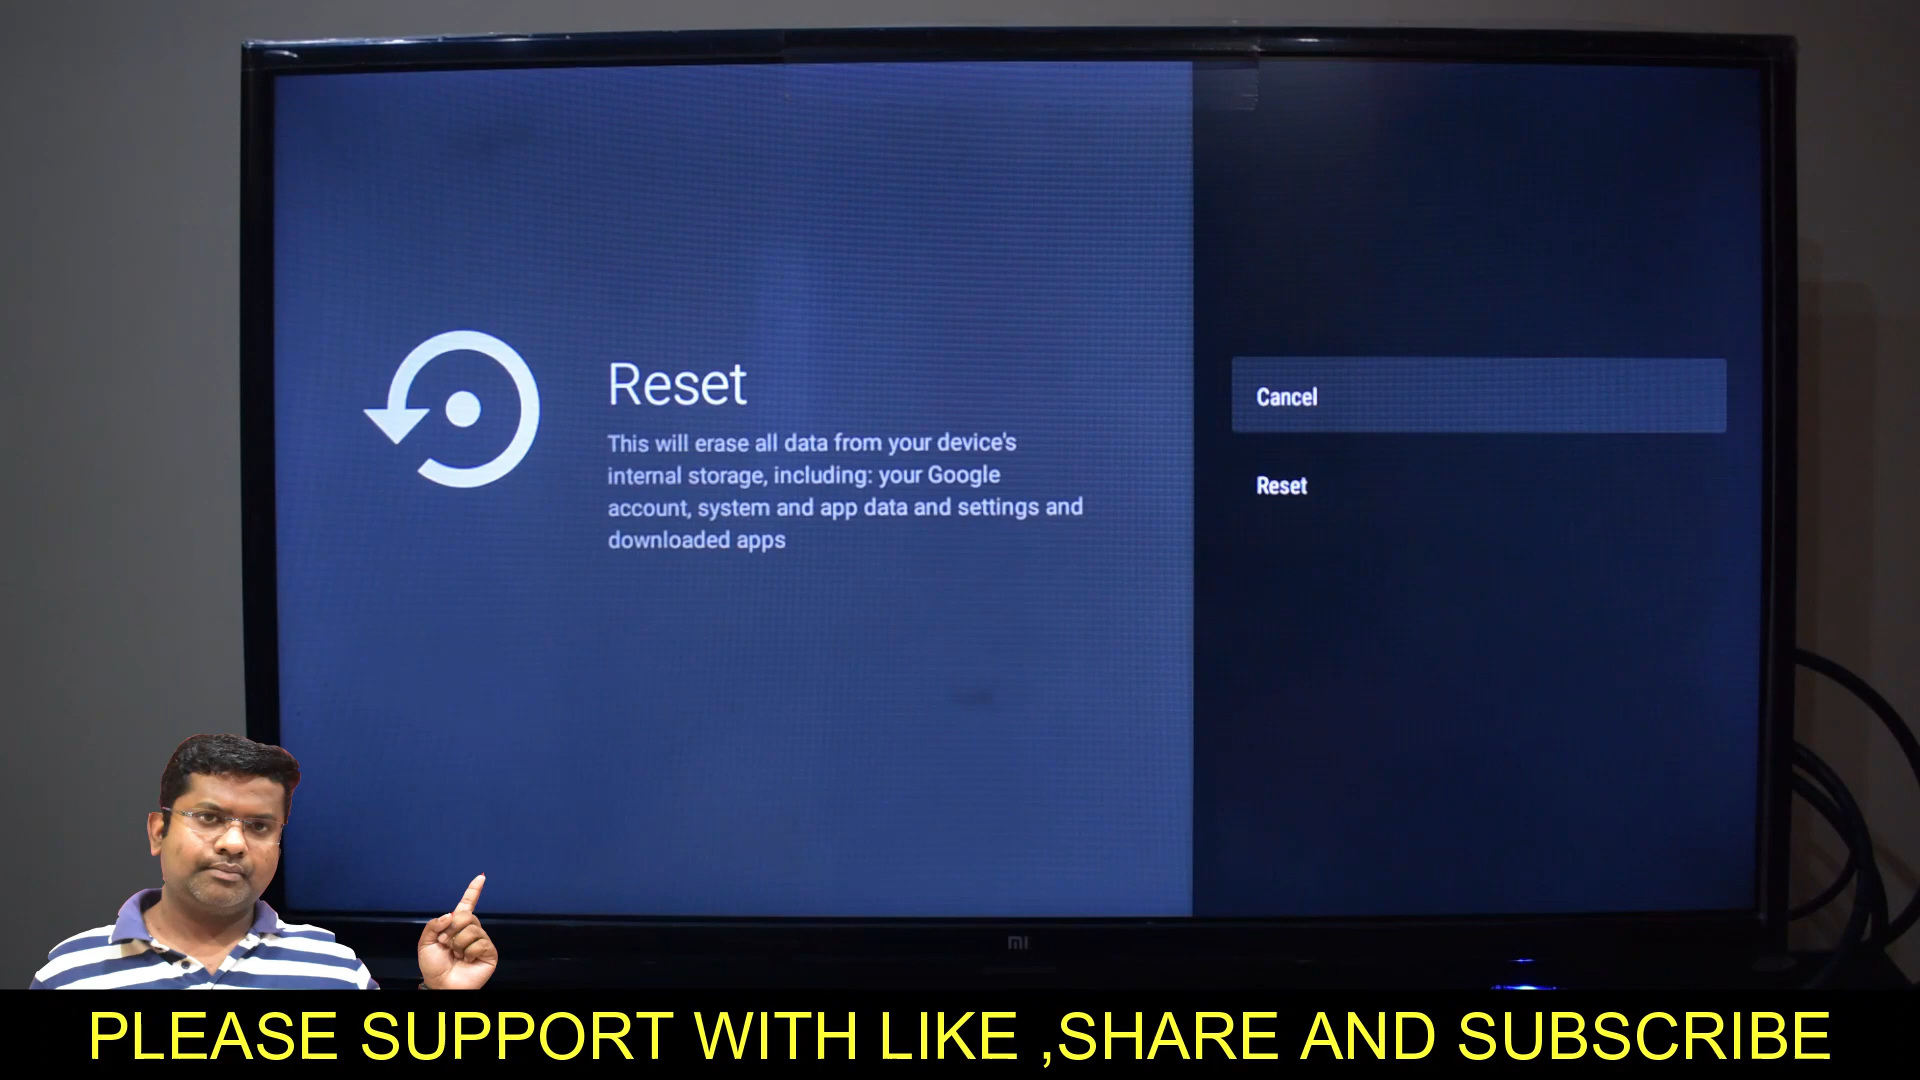 Reset
This will erase all data from your device's
internal storage, including: your Google
account, system and app data and settings and
downloaded apps
Cancel
Reset
mi
PLEASE SUPPORT WITH LIKE ,SHARE AND SUBSCRIBE